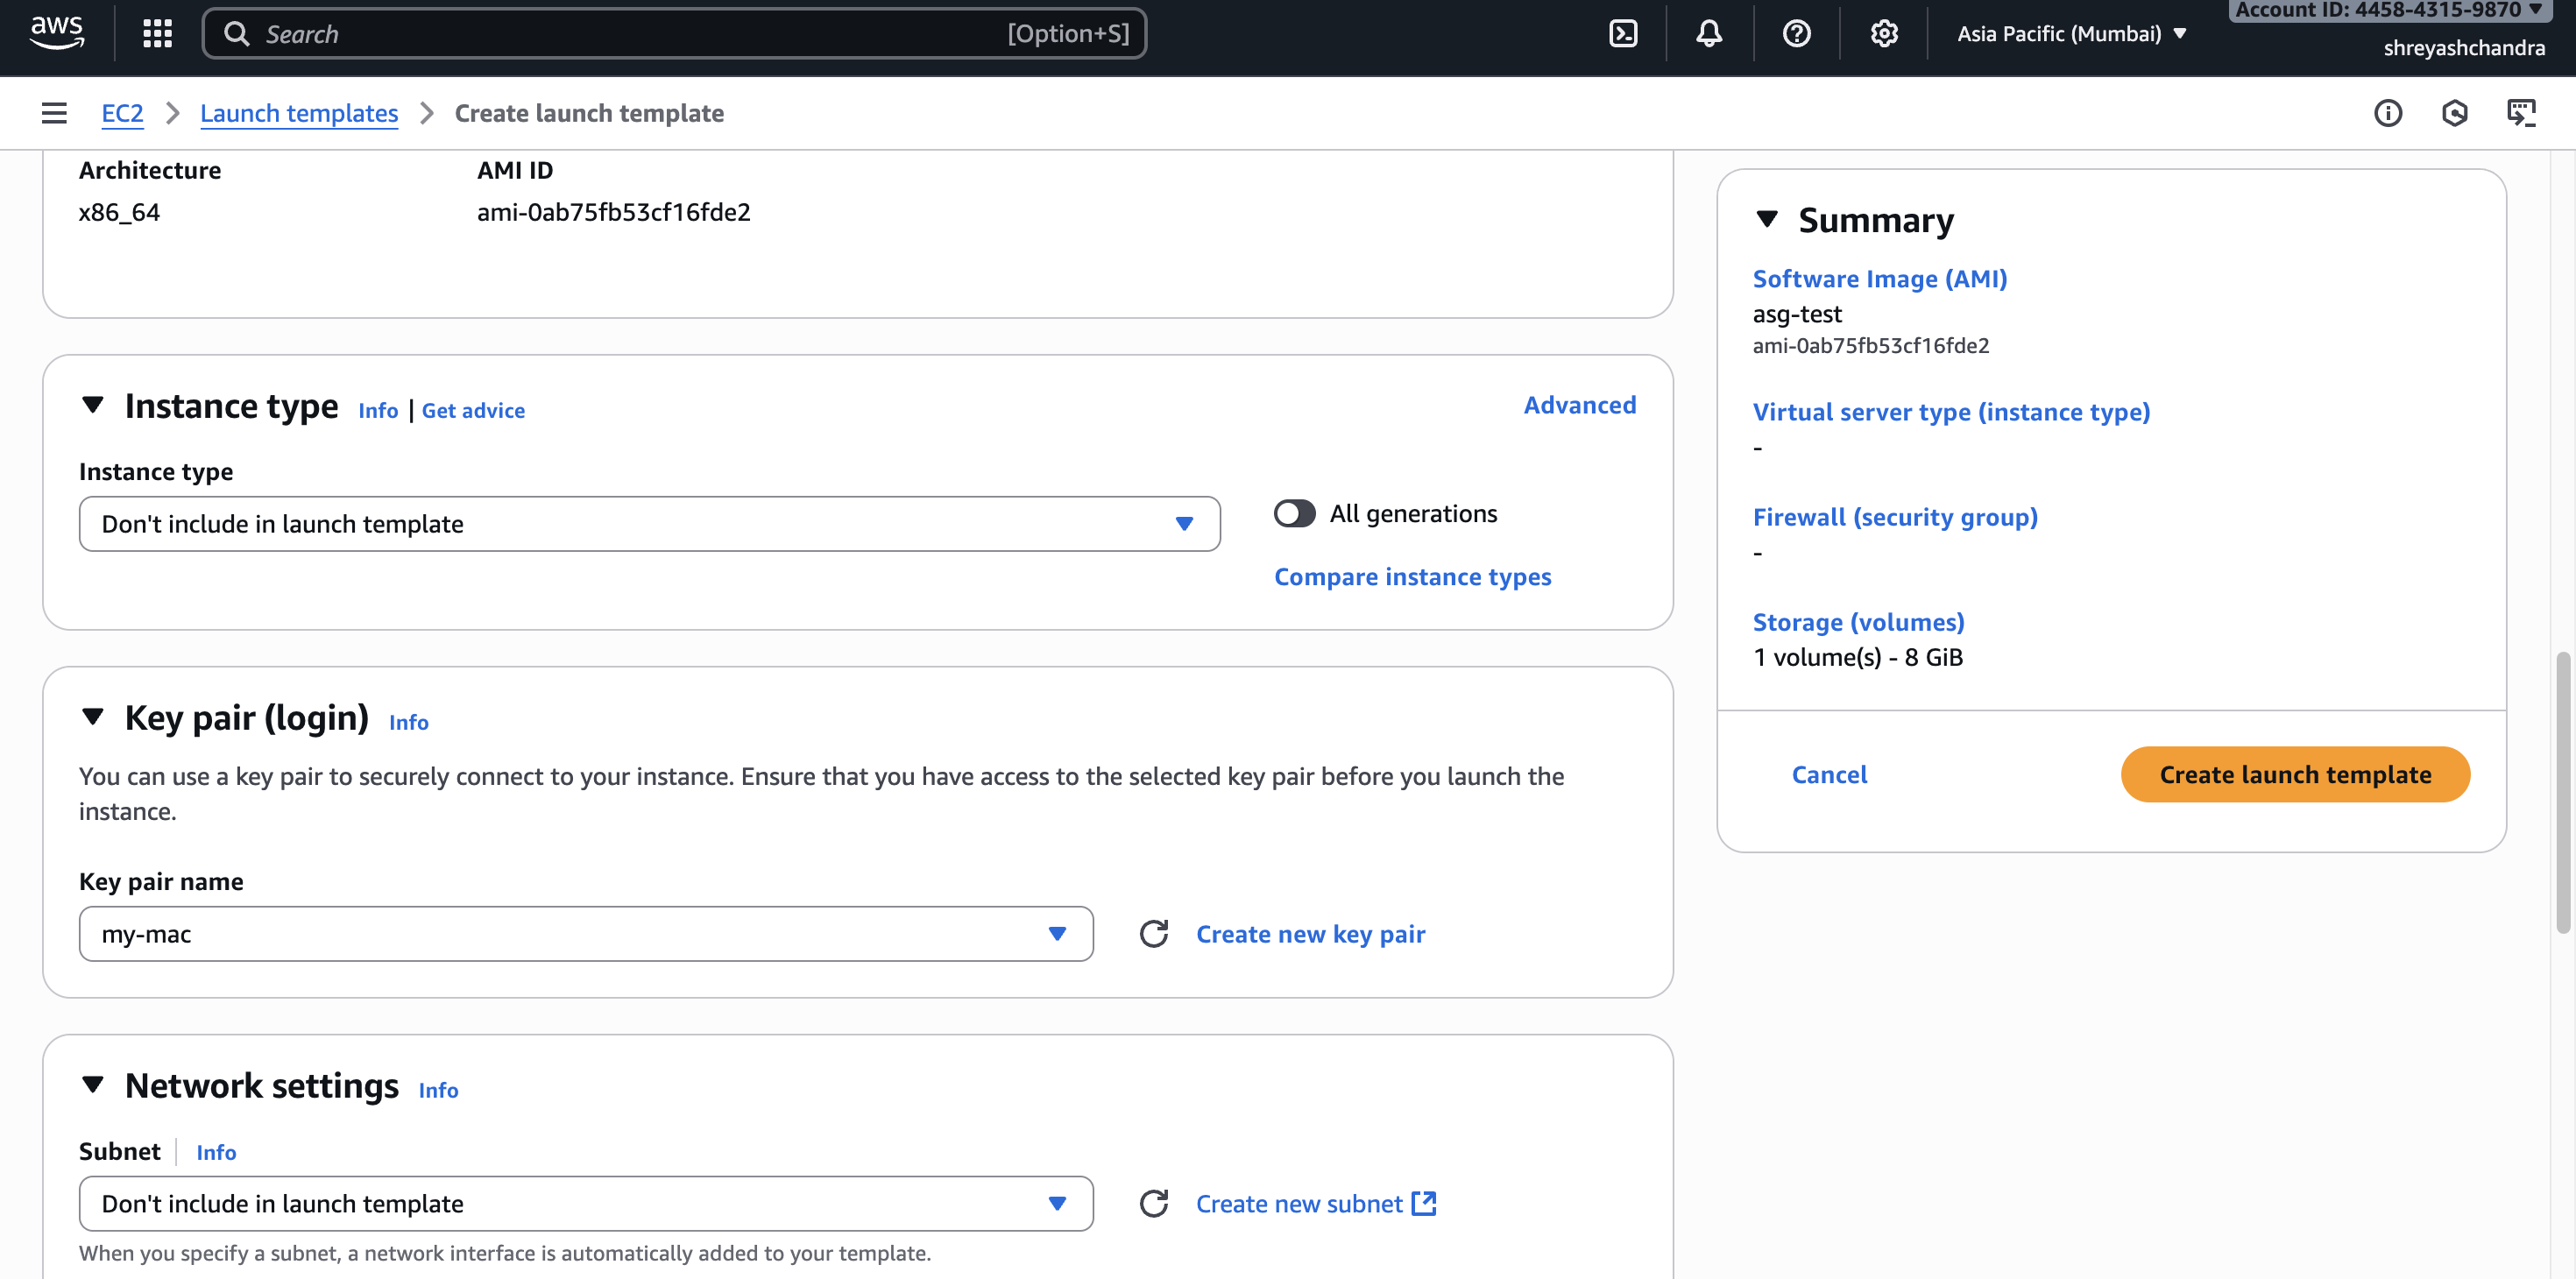 aws
Search [Option+S]
Asia Pacific (Mumbai)
Account ID: 4458-4315-9870
shreyashchandra
EC2 > Launch templates > Create launch template
Architecture
x86_64
AMI ID
ami-0ab75fb53cf16fde2
Instance type Info | Get advice
Advanced
Instance type
Don't include in launch template
All generations
Compare instance types
Key pair (login) Info
You can use a key pair to securely connect to your instance. Ensure that you have access to the selected key pair before you launch the
instance.
Key pair name
my-mac
Create new key pair
Network settings Info
Subnet | Info
Don't include in launch template
Create new subnet
When you specify a subnet, a network interface is automatically added to your template.
Summary
Software Image (AMI)
asg-test
ami-0ab75fb53cf16fde2
Virtual server type (instance type)
-
Firewall (security group)
-
Storage (volumes)
1 volume(s) - 8 GiB
Cancel
Create launch template